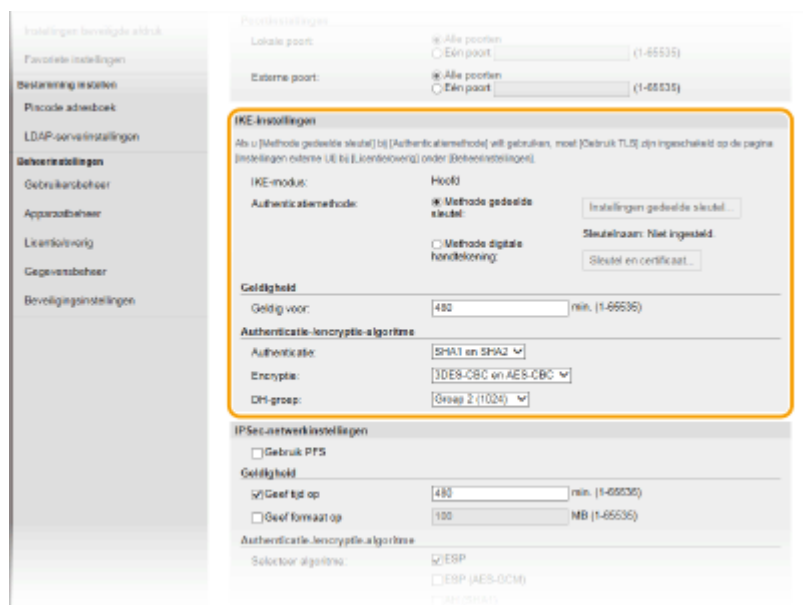 Instellingen beveiligde afdruk
Favoriete instellingen
Bestemming instellen
Pincode adresboek
LDAP-serverinstellingen
Beheerinstellingen
Gebruikersbeheer
Apparaatbeheer
Licentie/overig
Gegevensbeheer
Beveiligingsinstellingen
Poortinstellingen
Lokale poort: Alle poorten
Eén poort (1-65535)
Externe poort: Alle poorten
Eén poort (1-65535)
IKE-instellingen
Als u [Methode gedeelde sleutel] bij [Authenticatiemethode] wilt gebruiken, moet [Gebruik TLS] zijn ingeschakeld op de pagina
[Instellingen externe UI] bij [Licentie/overig] onder [Beheerinstellingen].
IKE-modus: Hoofd
Authenticatiemethode: Methode gedeelde sleutel: Instellingen gedeelde sleutel...
Sleutelnaam: Niet ingesteld.
Methode digitale handtekening: Sleutel en certificaat...
Geldigheid
Geldig voor: 480 min. (1-65535)
Authenticatie-/encryptie-algoritme
Authenticatie: SHA1 en SHA2
Encryptie: 3DES-CBC en AES-CBC
DH-groep: Groep 2 (1024)
IPSec-netwerkinstellingen
Gebruik PFS
Geldigheid
Geef tijd op 480 min. (1-65535)
Geef formaat op 100 MB (1-65535)
Authenticatie-/encryptie-algoritme
Selecteer algoritme: ESP
ESP (AES-GCM)